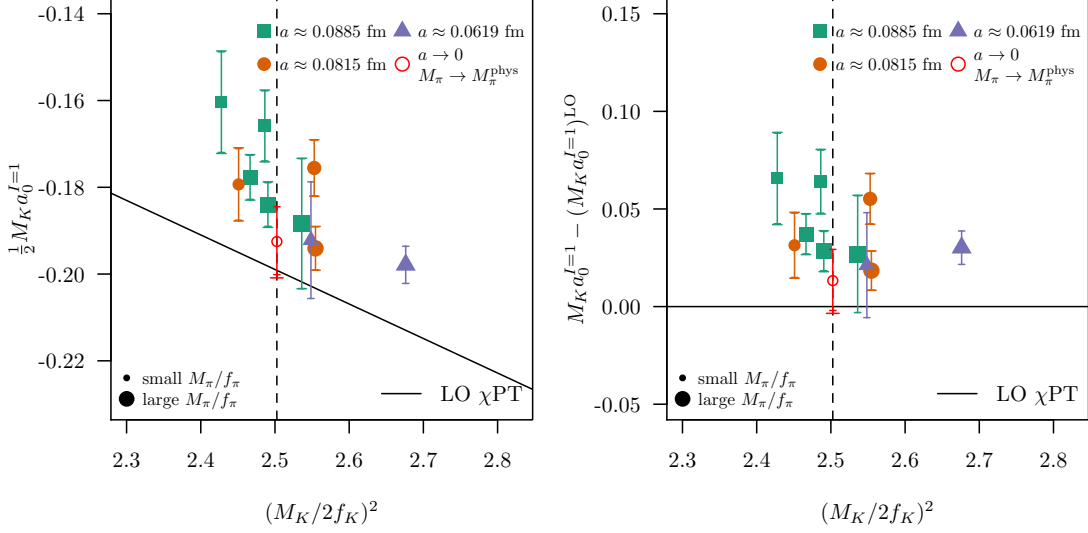 -0.14
-0.16
-0.18
-0.20
-0.22
½ M_K a_0^{I=1}
a ≈ 0.0885 fm
a ≈ 0.0815 fm
a ≈ 0.0619 fm
a → 0
M_π → M_π^{phys}
small M_π/f_π
large M_π/f_π
LO χPT
2.3 2.4 2.5 2.6 2.7 2.8
(M_K/2f_K)²
0.15
0.10
0.05
0.00
-0.05
M_K a_0^{I=1} − (M_K a_0^{I=1})^{LO}
a ≈ 0.0885 fm
a ≈ 0.0815 fm
a ≈ 0.0619 fm
a → 0
M_π → M_π^{phys}
small M_π/f_π
large M_π/f_π
LO χPT
2.3 2.4 2.5 2.6 2.7 2.8
(M_K/2f_K)²